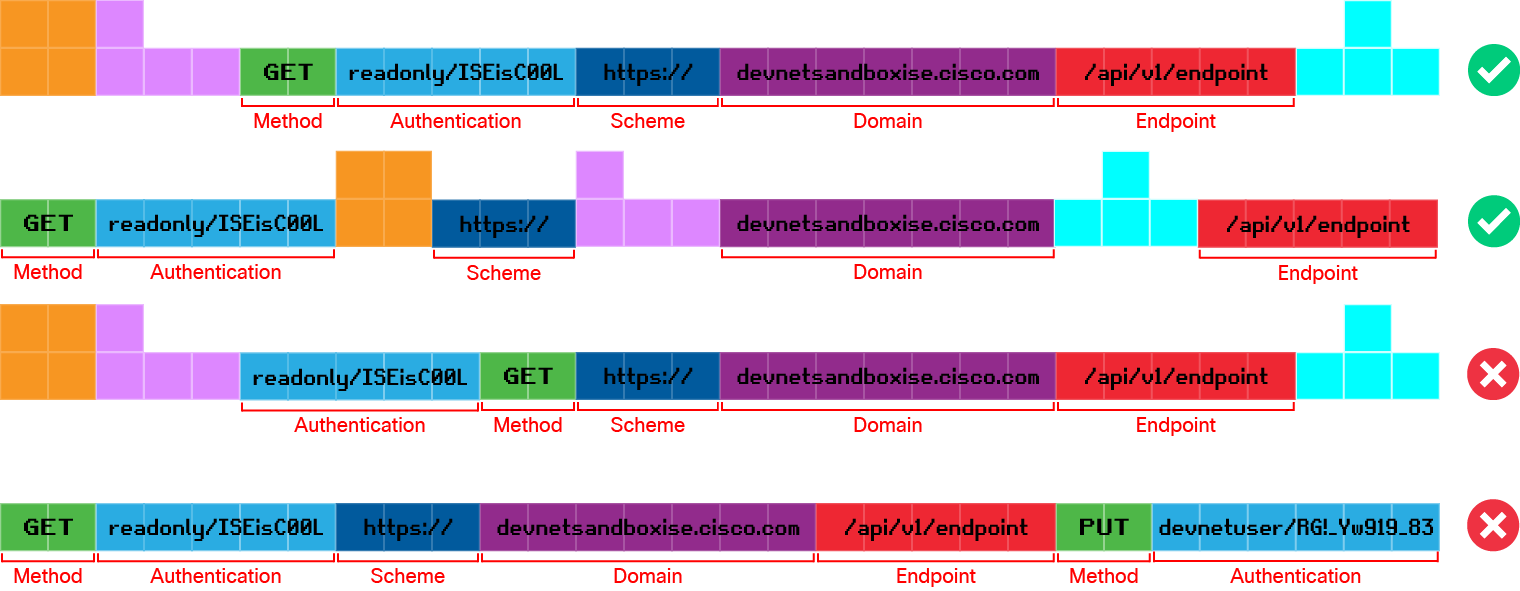 GET readonly/ISEisC00L https:// devnetsandboxise.cisco.com /api/v1/endpoint
Method Authentication Scheme Domain Endpoint
GET readonly/ISEisC00L https:// devnetsandboxise.cisco.com /api/v1/endpoint
Method Authentication Scheme Domain Endpoint
readonly/ISEisC00L GET https:// devnetsandboxise.cisco.com /api/v1/endpoint
Authentication Method Scheme Domain Endpoint
GET readonly/ISEisC00L https:// devnetsandboxise.cisco.com /api/v1/endpoint PUT devnetuser/RG!_Yw919_83
Method Authentication Scheme Domain Endpoint Method Authentication